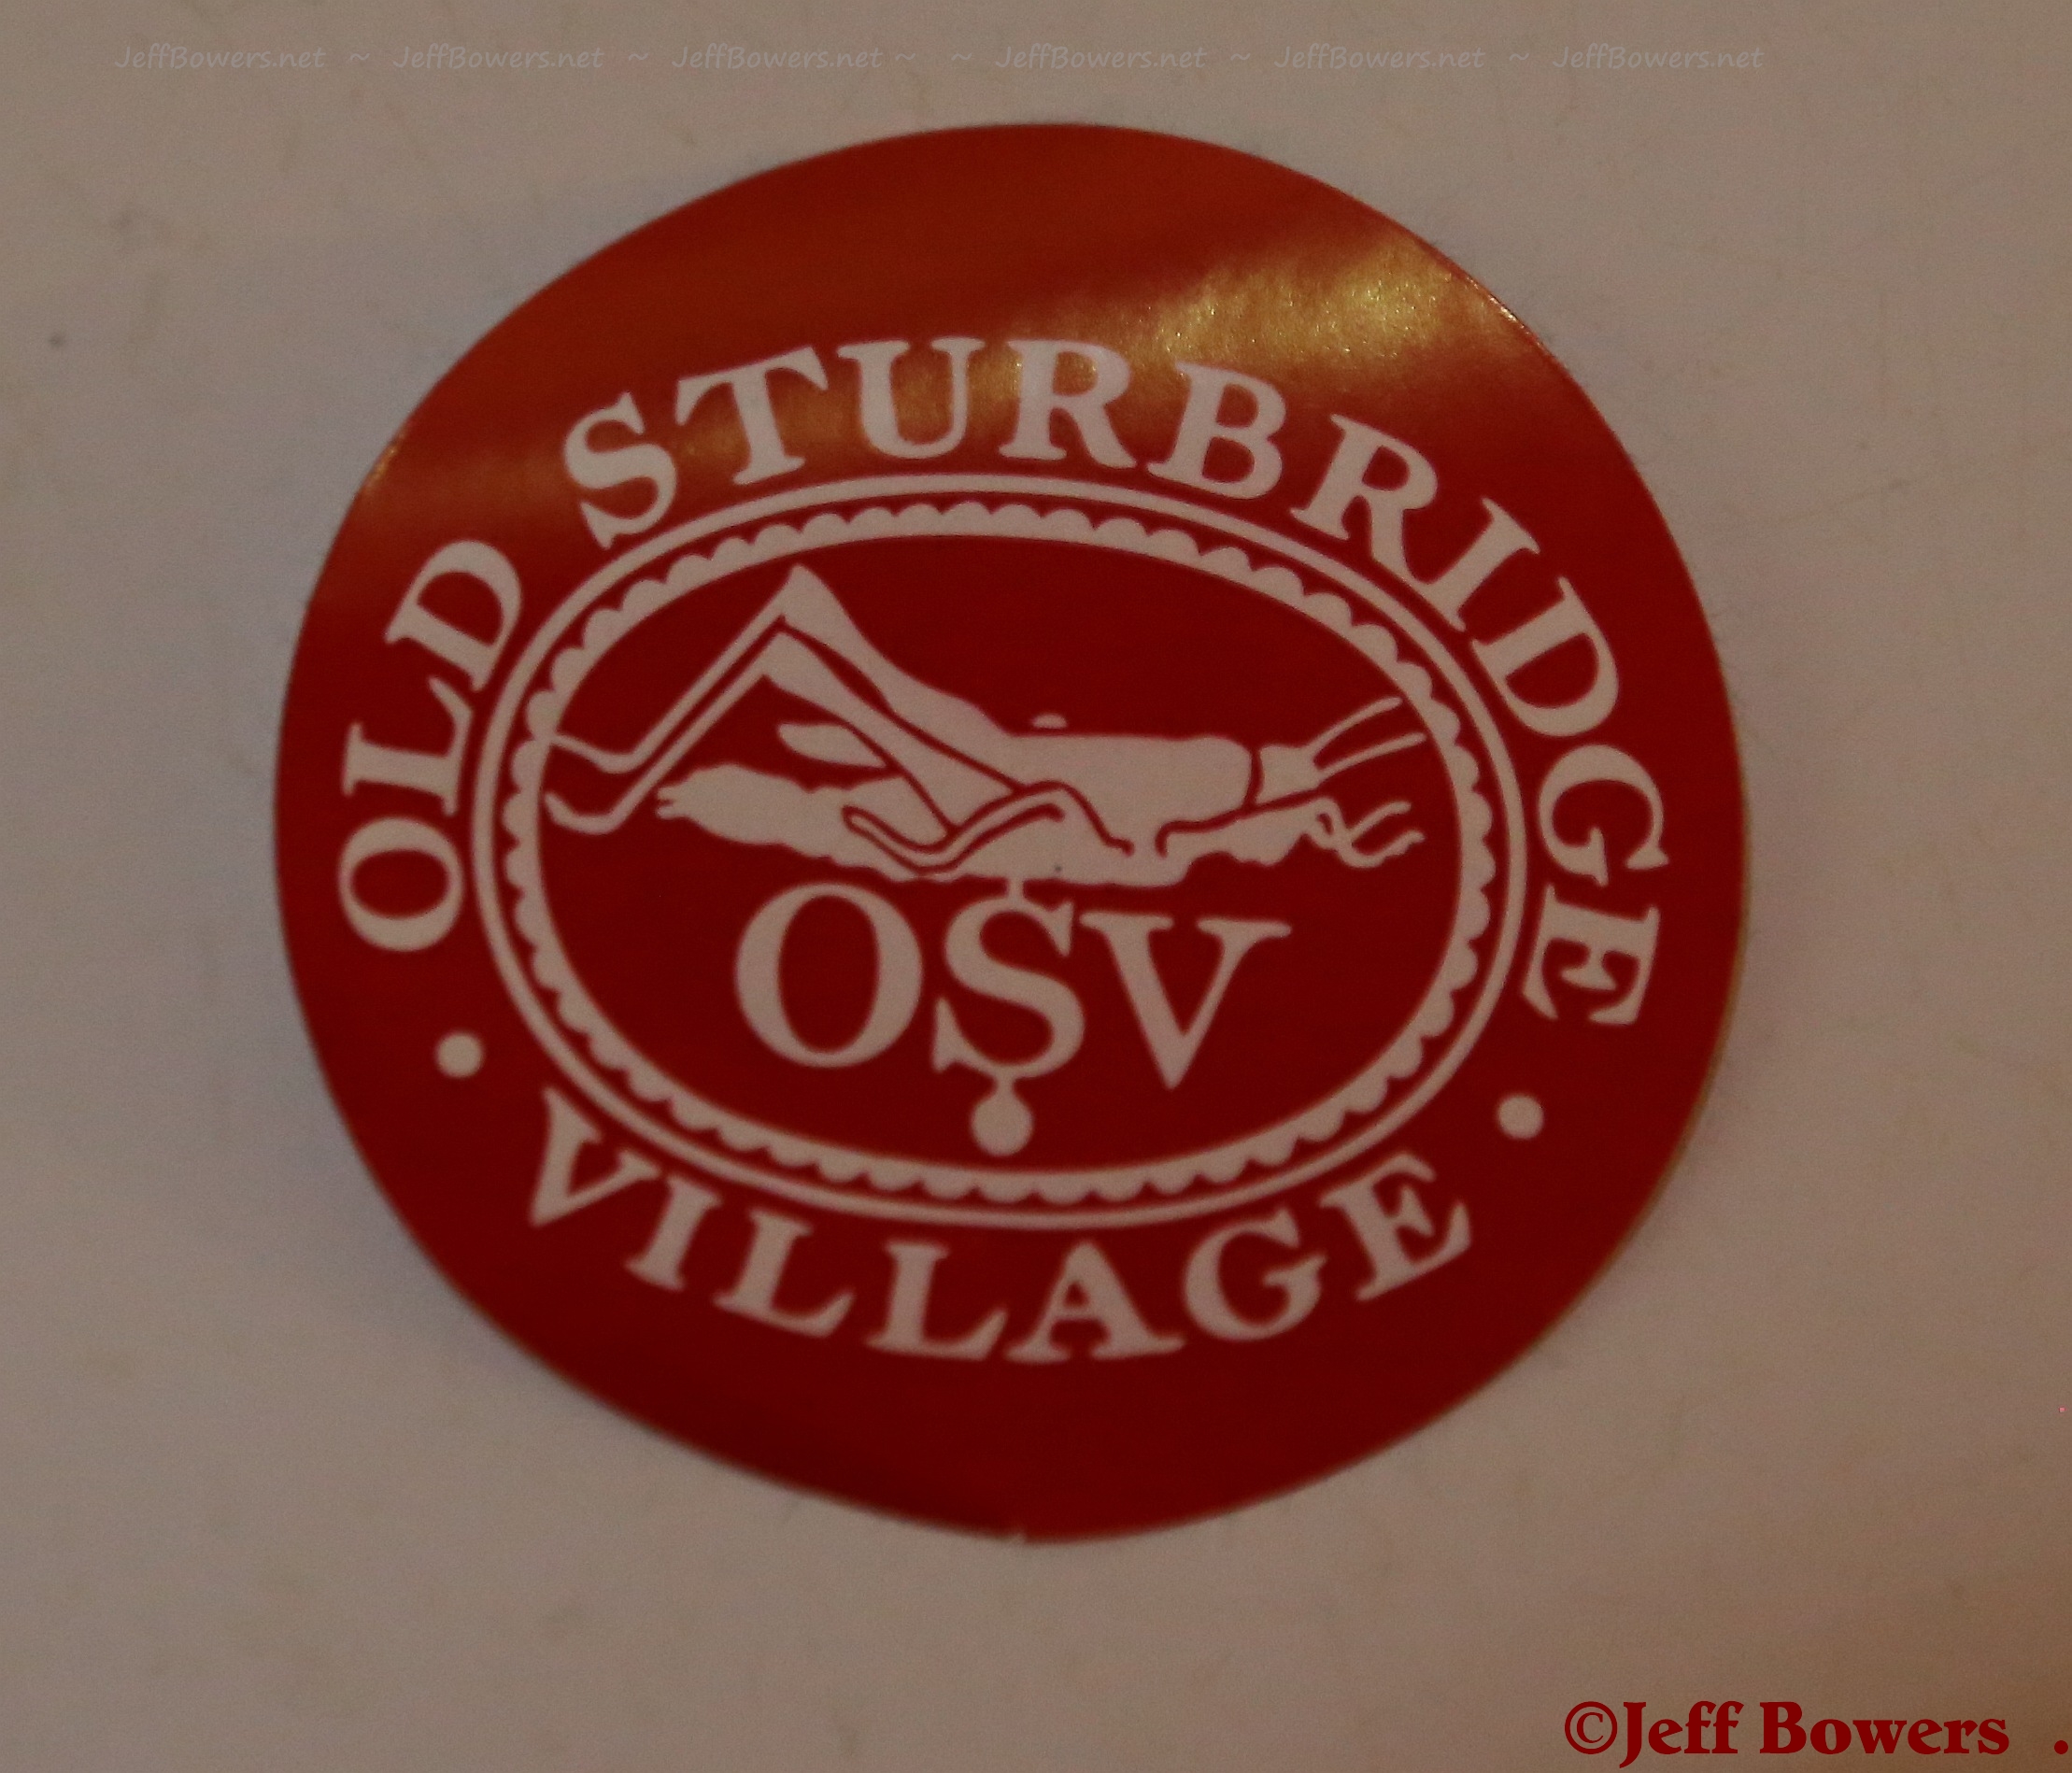 JeffBowers.net ~ JeffBowers.net ~ JeffBowers.net ~ ~ JeffBowers.net ~ JeffBowers.net ~ JeffBowers.net
OLD STURBRIDGE
OSV
• VILLAGE •
©Jeff Bowers .